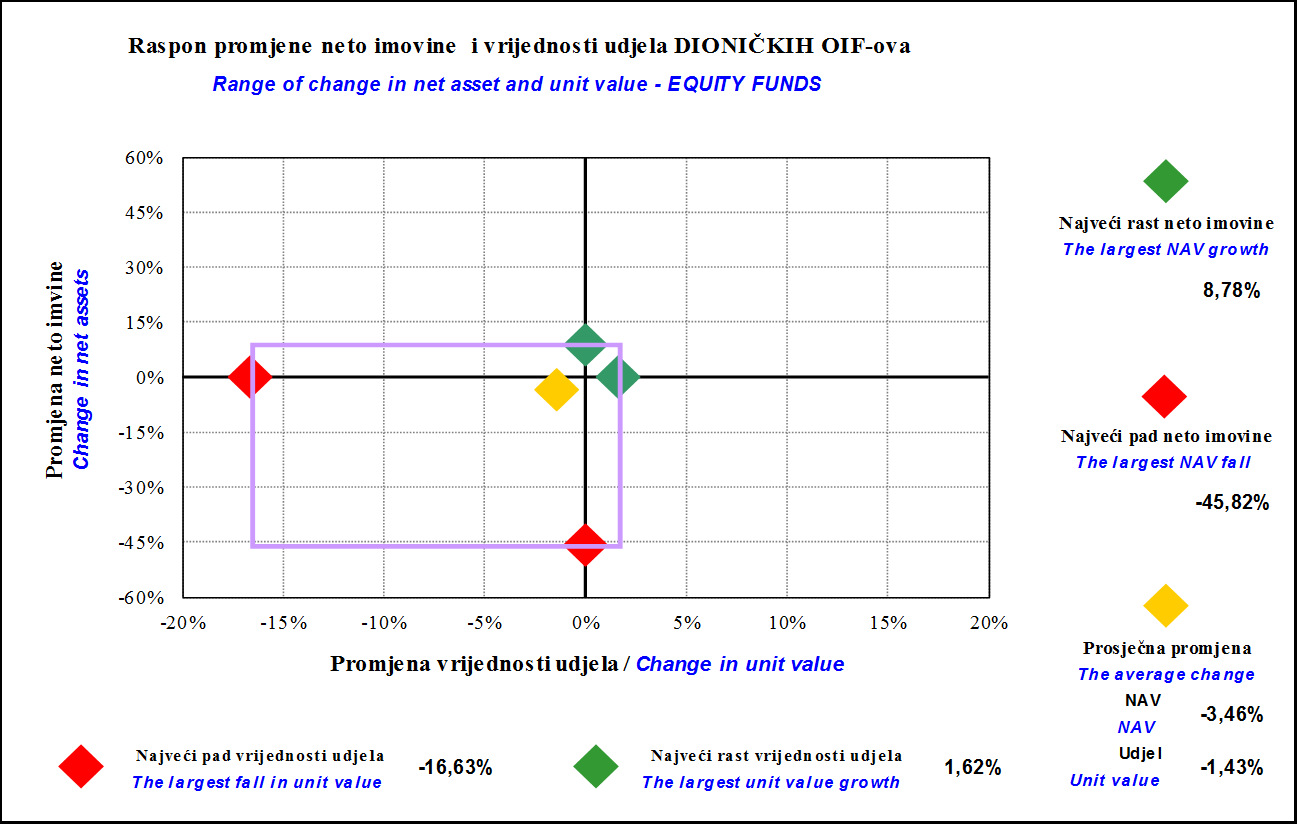 Raspon promjene neto imovine i vrijednosti udjela DIONIČKIH OIF-ova
Range of change in net asset and unit value - EQUITY FUNDS
Promjena neto imvine
Change in net assets
60%
45%
30%
15%
0%
-15%
-30%
-45%
-60%
-20%
-15%
-10%
-5%
0%
5%
10%
15%
20%
Promjena vrijednosti udjela / Change in unit value
Najveći rast neto imovine
The largest NAV growth
8,78%
Najveći pad neto imovine
The largest NAV fall
-45,82%
Prosječna promjena
The average change
NAV
NAV
-3,46%
Udjel
Unit value
-1,43%
Najveći pad vrijednosti udjela
The largest fall in unit value
-16,63%
Najveći rast vrijednosti udjela
The largest unit value growth
1,62%